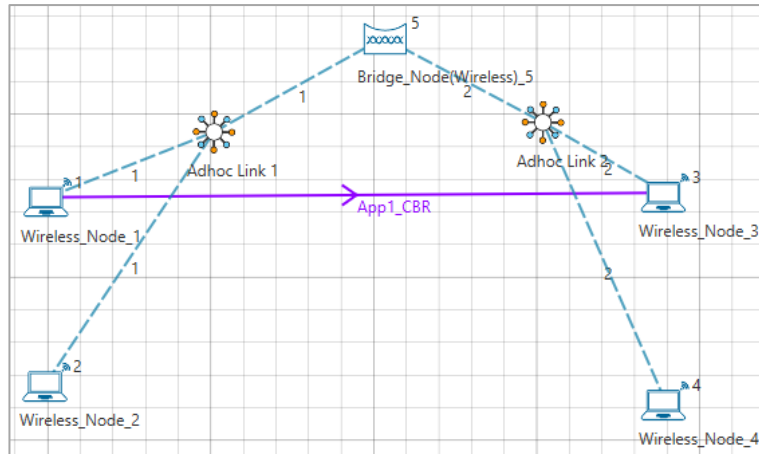 5
Bridge_Node(Wireless)_5
1
2
Adhoc Link 1
Adhoc Link 2
1
1
2
3
App1_CBR
Wireless_Node_1
Wireless_Node_3
1
2
2
4
Wireless_Node_2
Wireless_Node_4